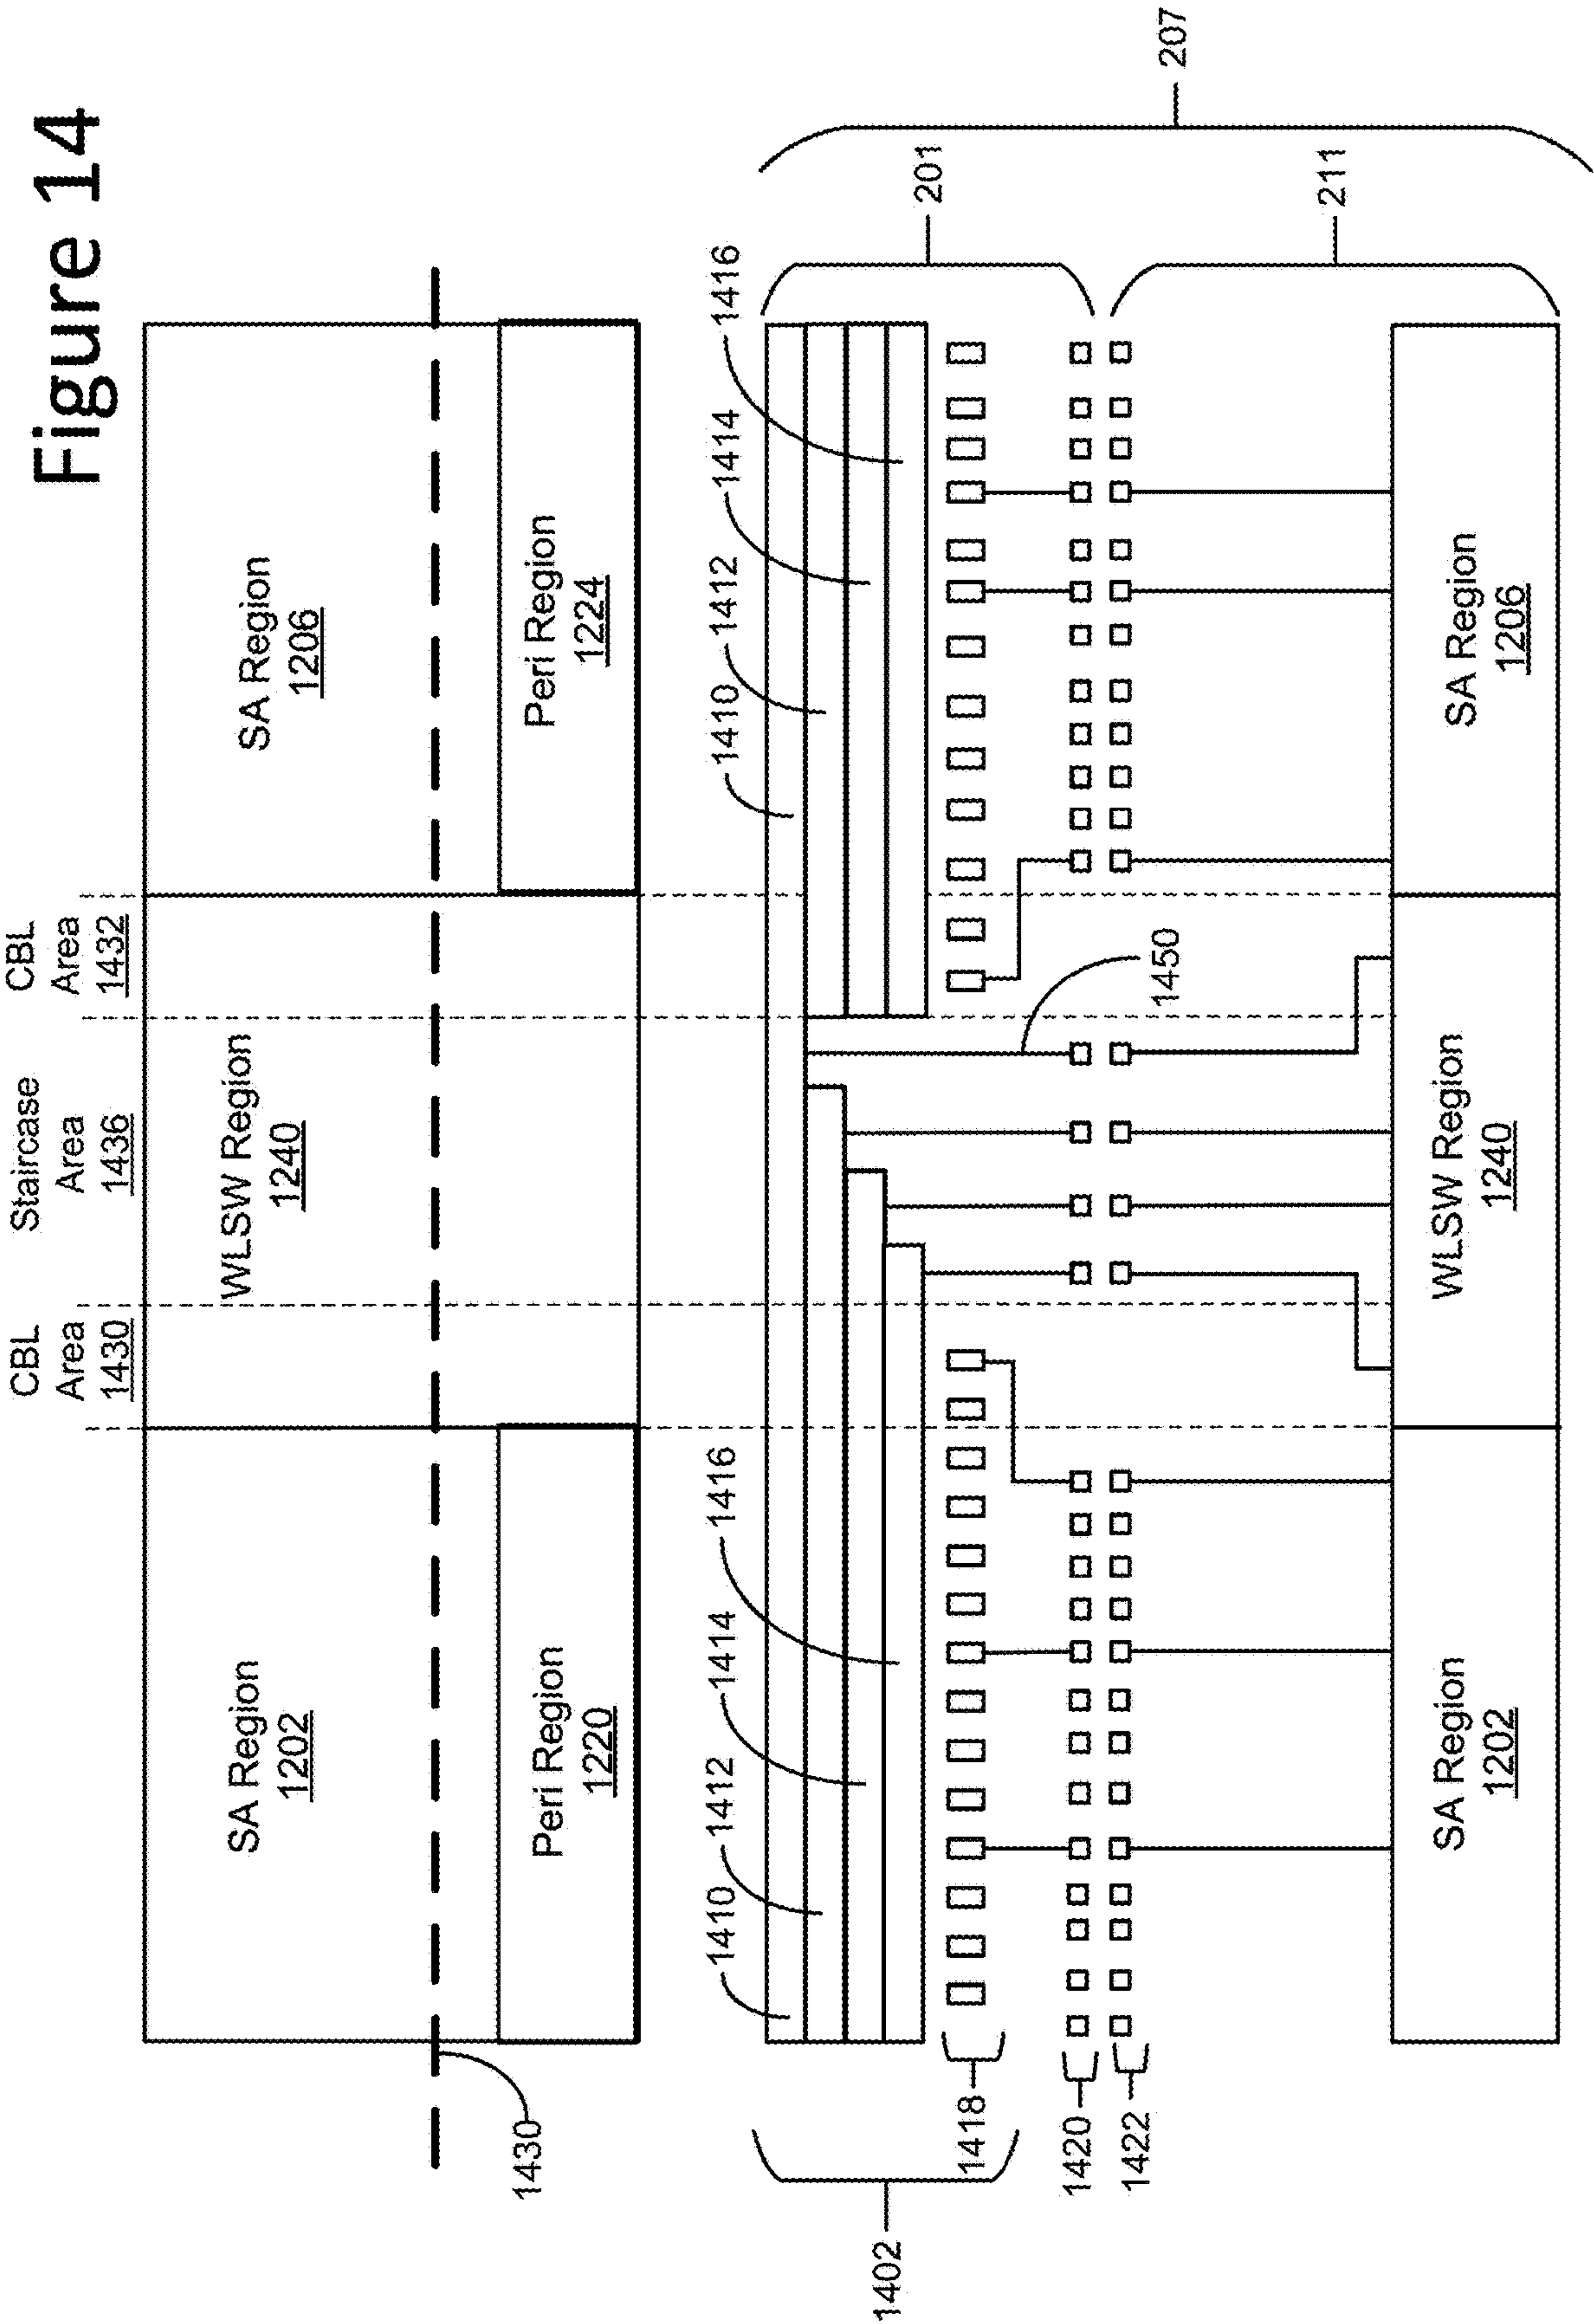 Figure 14
CBL
Area
1430
Staircase
Area
1436
CBL
Area
1432
SA Region
1202
WLSW Region
1240
SA Region
1206
1430
Peri Region
1220
Peri Region
1224
1410
1412
1414
1416
1410
1412
1414
1416
1402
1418
1420
1422
1450
201
211
207
SA Region
1202
WLSW Region
1240
SA Region
1206